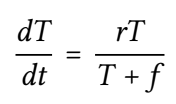 dT/dt = rT/(T + f)